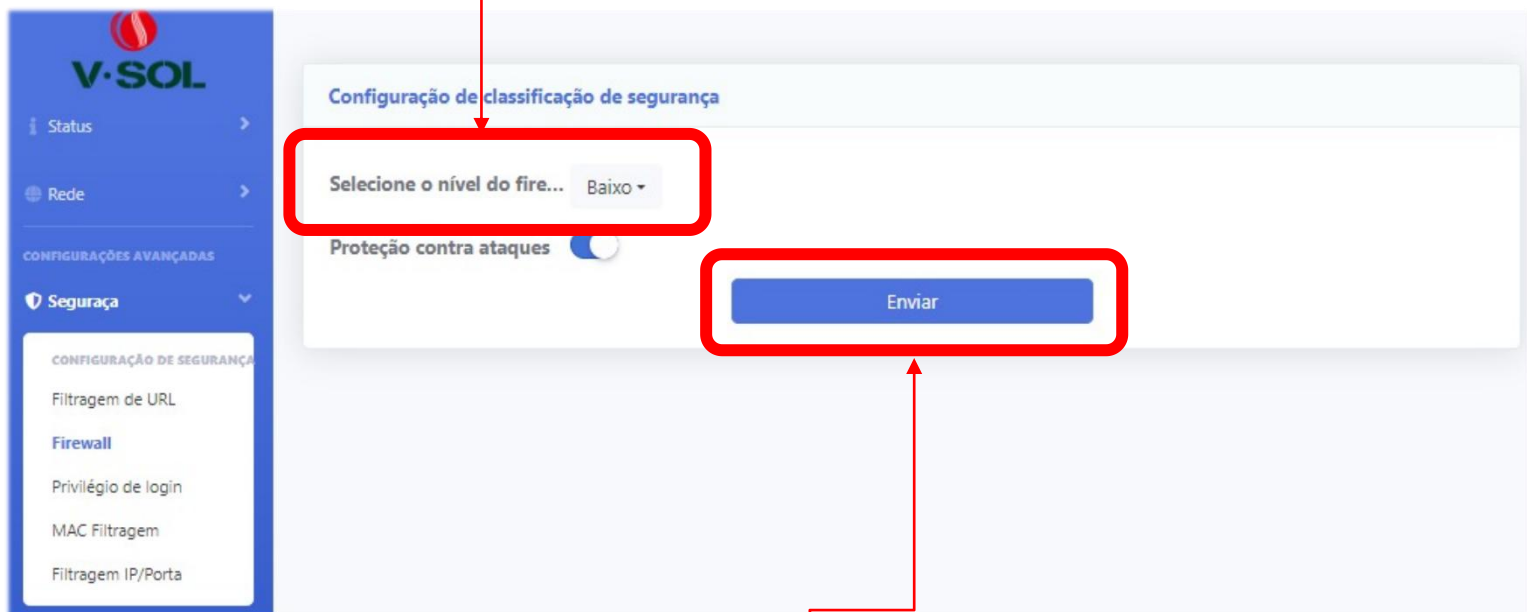 V·SOL
Status
Rede
CONFIGURAÇÕES AVANÇADAS
Seguraça
CONFIGURAÇÃO DE SEGURANÇA
Filtragem de URL
Firewall
Privilégio de login
MAC Filtragem
Filtragem IP/Porta
Configuração de classificação de segurança
Selecione o nível do fire... Baixo
Proteção contra ataques
Enviar